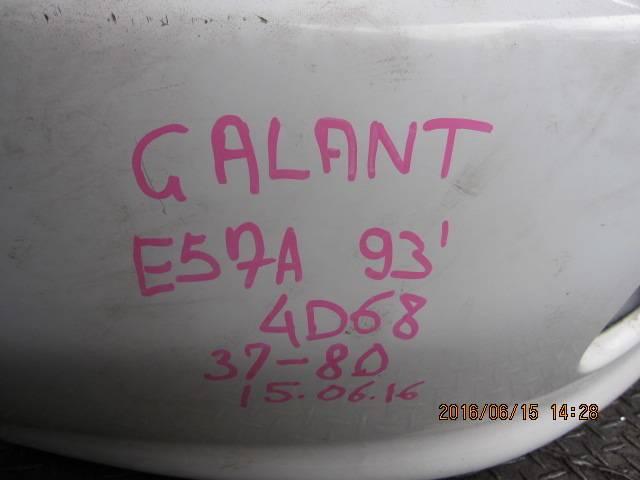 GALANT
E57A 93'
4D68
37-80
15.06.16
2016/06/15 14:28